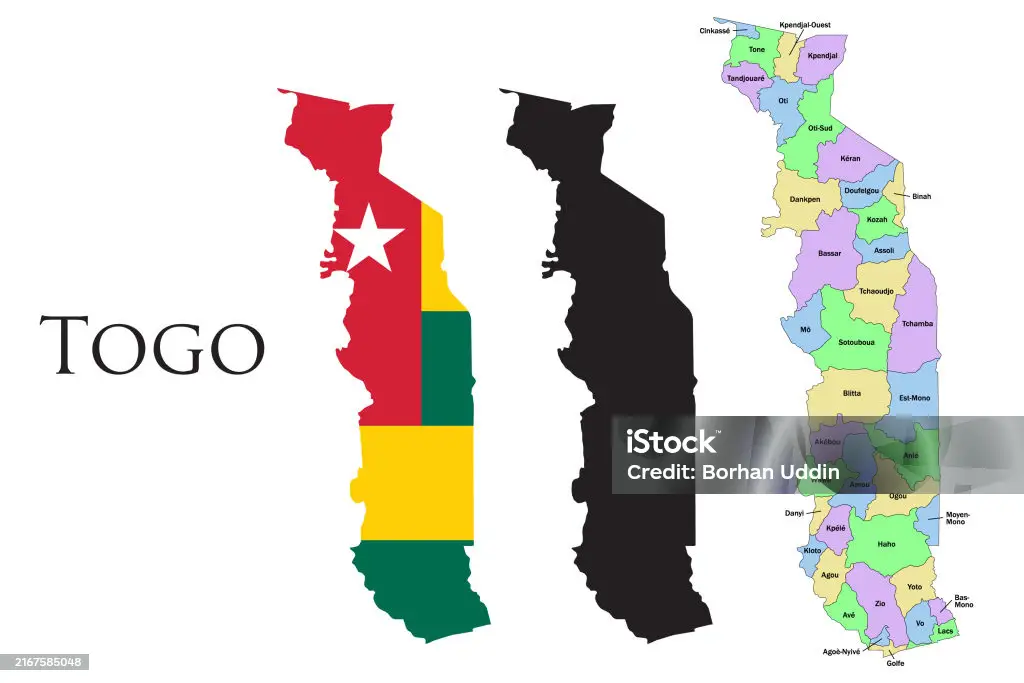 TOGO
Cinkassé
Kpendjal-Ouest
Tone
Kpendjal
Tandjouaré
Oti
Oti-Sud
Kéran
Dankpen
Doufelgou
Binah
Kozah
Bassar
Assoli
Tchaoudjo
Mô
Tchamba
Sotouboua
Blitta
Est-Mono
iStock™
Credit: Borhan Uddin
Akébou
Anié
Wawa
Amou
Ogou
Danyi
Moyen-
Mono
Kpélé
Haho
Kloto
Agou
Yoto
Bas-
Mono
Avé
Zio
Vo
Lacs
Agoè-Nyivé
Golfe
2167585048